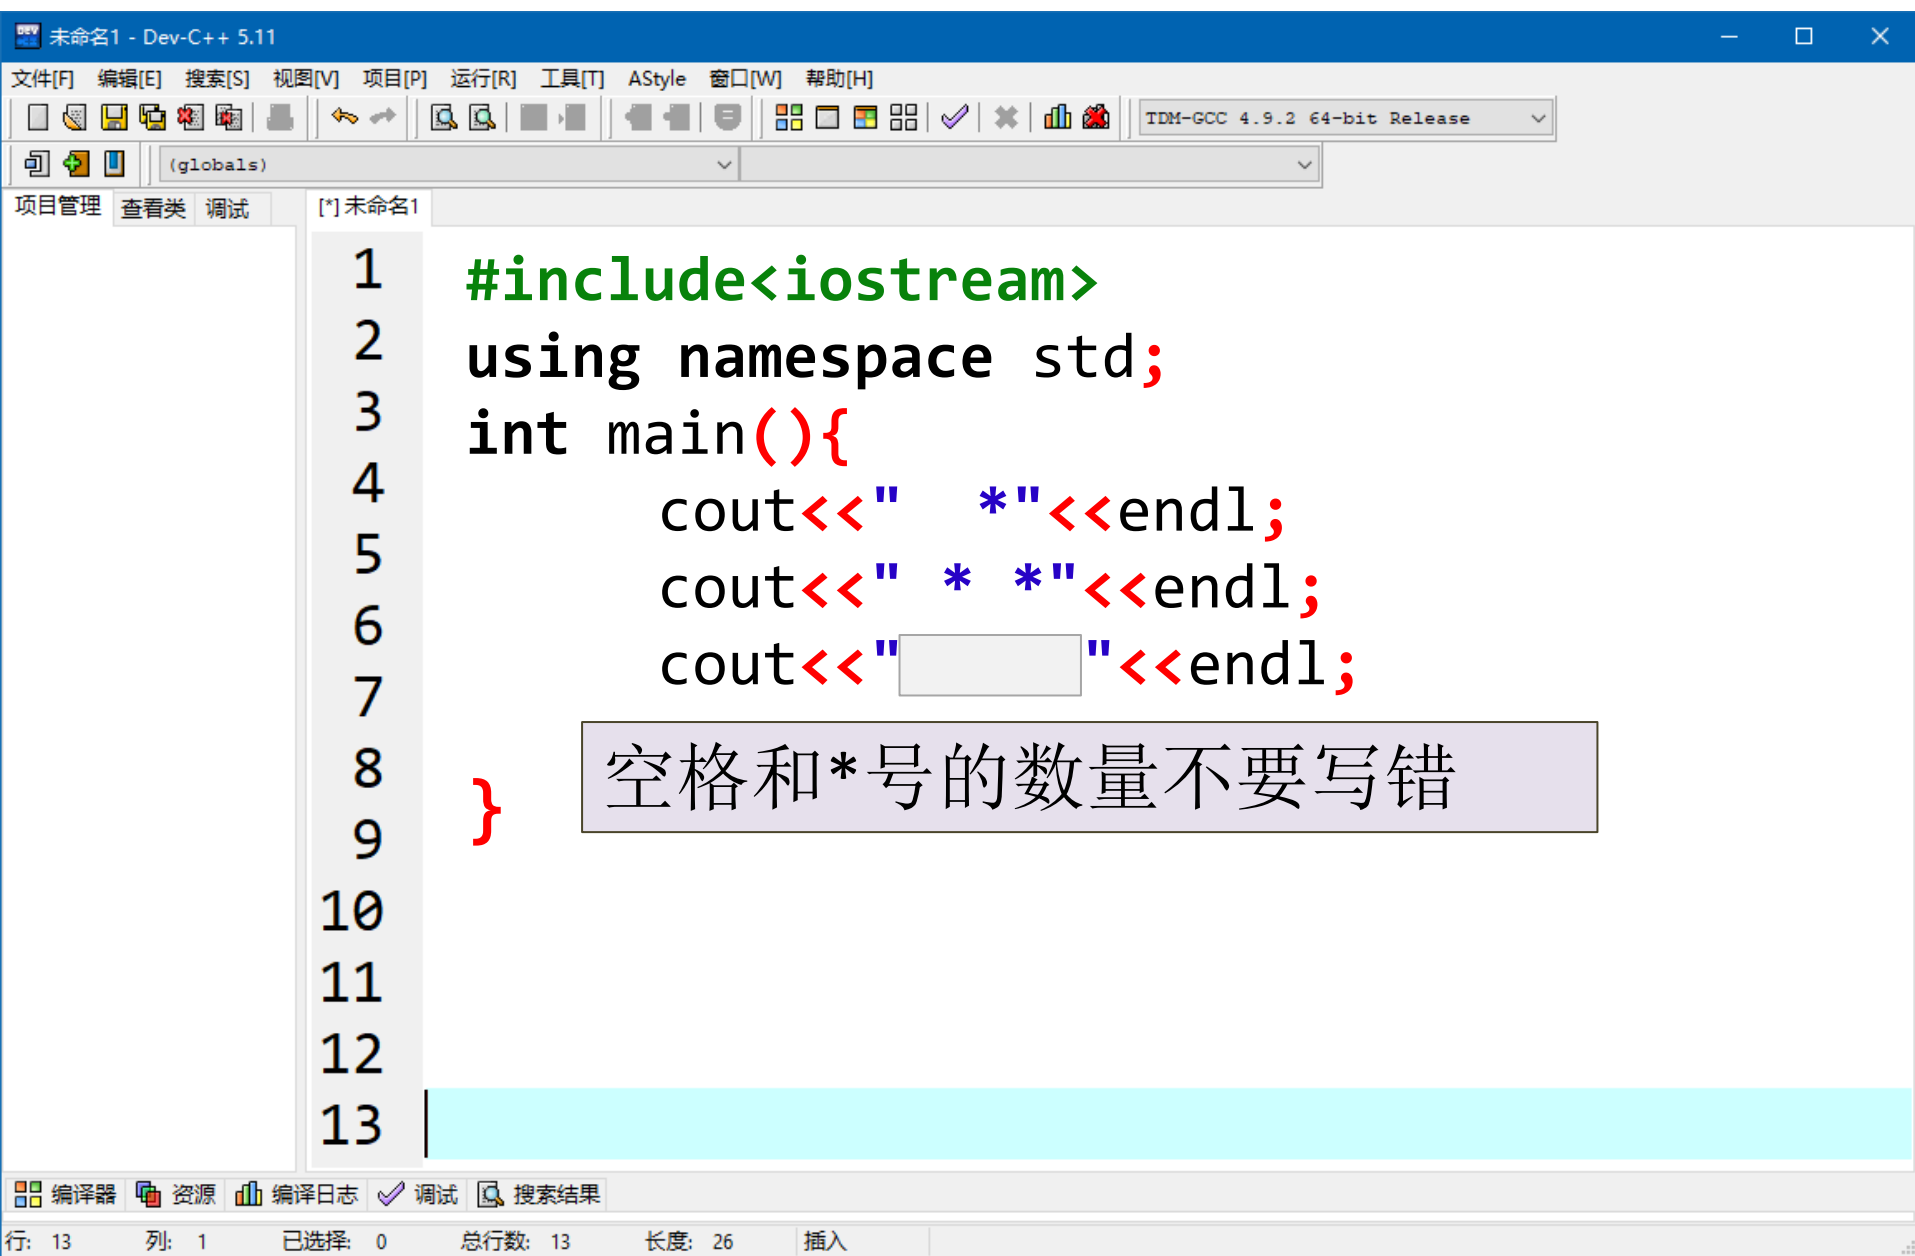 未命名1 - Dev-C++ 5.11
文件[F] 编辑[E] 搜索[S] 视图[V] 项目[P] 运行[R] 工具[T] AStyle 窗口[W] 帮助[H]
TDM-GCC 4.9.2 64-bit Release
(globals)
项目管理 查看类 调试 [*] 未命名1
1 #include<iostream>
2 using namespace std;
3 int main(){
4 cout<<"  *"<<endl;
5 cout<<" * *"<<endl;
6 cout<<"     "<<endl;
7
空格和*号的数量不要写错
8 }
9
10
11
12
13
编译器 资源 编译日志 调试 搜索结果
行: 13 列: 1 已选择: 0 总行数: 13 长度: 26 插入